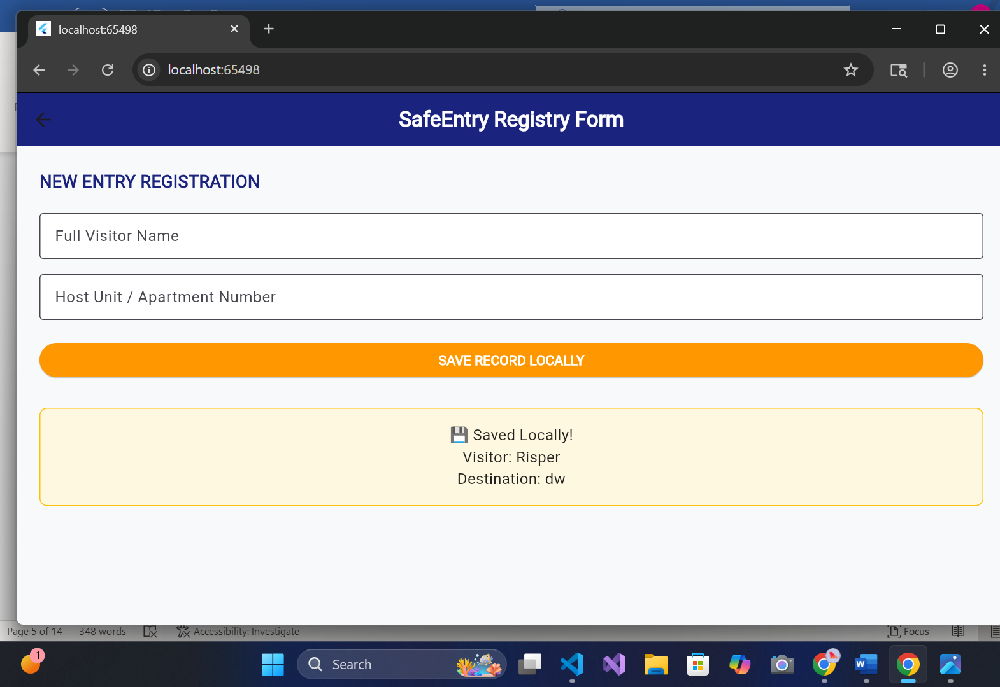 localhost:65498
localhost:65498
SafeEntry Registry Form
NEW ENTRY REGISTRATION
Full Visitor Name
Host Unit / Apartment Number
SAVE RECORD LOCALLY
💾 Saved Locally!
Visitor: Risper
Destination: dw
Page 5 of 14
348 words
Accessibility: Investigate
Focus
1
Search
W